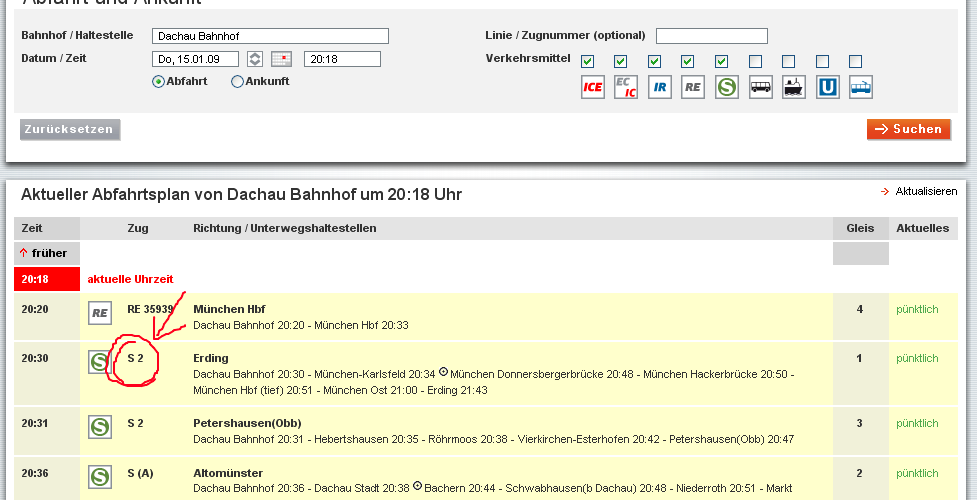 Abfahrt und Ankunft
Bahnhof / Haltestelle Dachau Bahnhof Linie / Zugnummer (optional)
Datum / Zeit Do, 15.01.09 20:18 Verkehrsmittel
Abfahrt Ankunft ICE EC IC IR RE S U
Zurücksetzen Suchen
Aktueller Abfahrtsplan von Dachau Bahnhof um 20:18 Uhr Aktualisieren
Zeit Zug Richtung / Unterwegshaltestellen Gleis Aktuelles
früher
20:18 aktuelle Uhrzeit
20:20 RE RE 35939 München Hbf 4 pünktlich
Dachau Bahnhof 20:20 - München Hbf 20:33
20:30 S S 2 Erding 1 pünktlich
Dachau Bahnhof 20:30 - München-Karlsfeld 20:34 München Donnersbergerbrücke 20:48 - München Hackerbrücke 20:50 -
München Hbf (tief) 20:51 - München Ost 21:00 - Erding 21:43
20:31 S S 2 Petershausen(Obb) 3 pünktlich
Dachau Bahnhof 20:31 - Hebertshausen 20:35 - Röhrmoos 20:38 - Vierkirchen-Esterhofen 20:42 - Petershausen(Obb) 20:47
20:36 S S (A) Altomünster 2 pünktlich
Dachau Bahnhof 20:36 - Dachau Stadt 20:38 Bachern 20:44 - Schwabhausen(b Dachau) 20:48 - Niederroth 20:51 - Markt